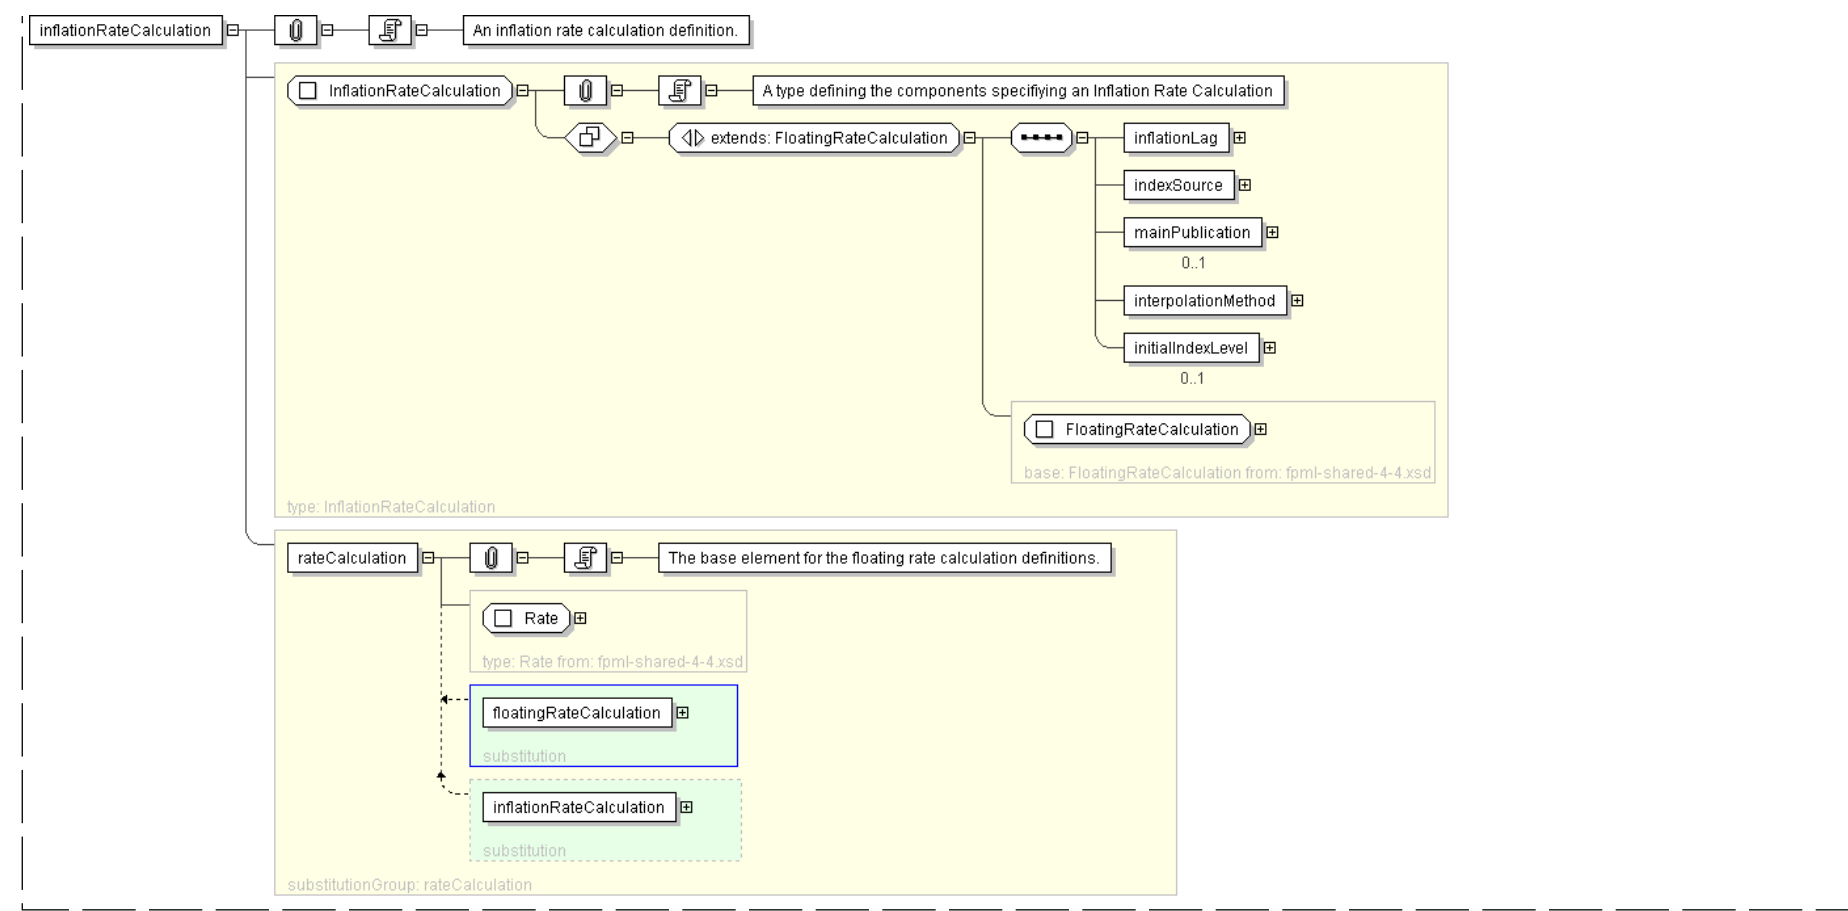 inflationRateCalculation
An inflation rate calculation definition.
InflationRateCalculation
A type defining the components specifiying an Inflation Rate Calculation
extends: FloatingRateCalculation
inflationLag
indexSource
mainPublication
0..1
interpolationMethod
initialIndexLevel
0..1
FloatingRateCalculation
base: FloatingRateCalculation from: fpml-shared-4-4.xsd
type: InflationRateCalculation
rateCalculation
The base element for the floating rate calculation definitions.
Rate
type: Rate from: fpml-shared-4-4.xsd
floatingRateCalculation
substitution
inflationRateCalculation
substitution
substitutionGroup: rateCalculation